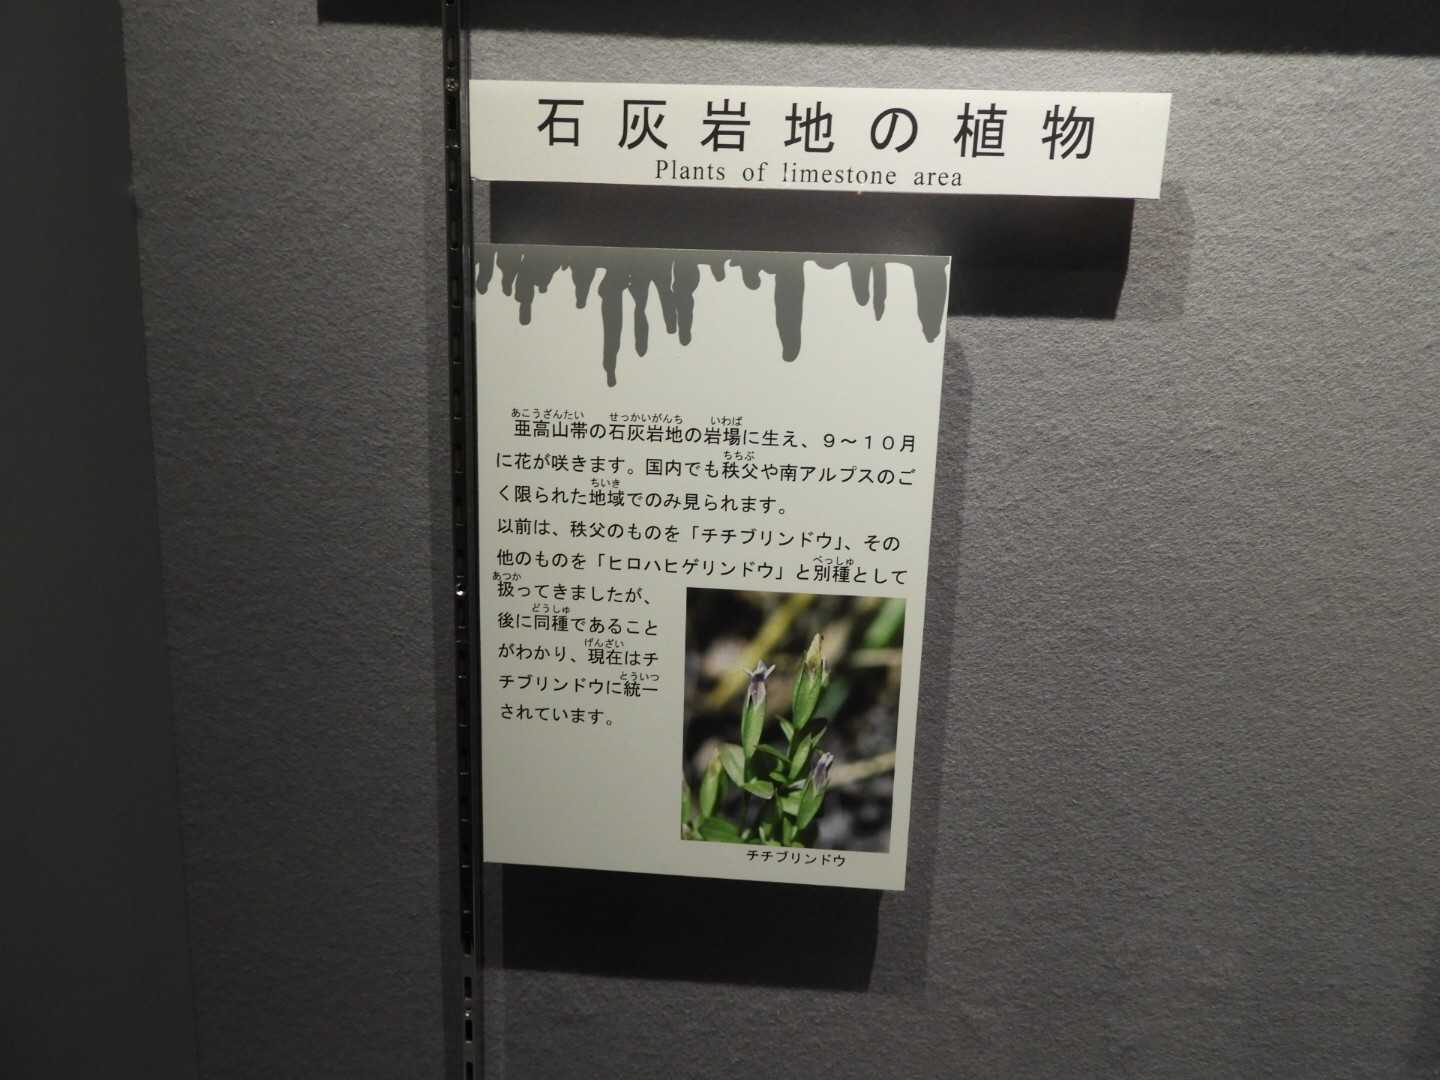 石灰岩地の植物
Plants of limestone area
あこうざんたい せっかいがんち いわば
亜高山帯の石灰岩地の岩場に生え、９～１０月
ちちぶ
に花が咲きます。国内でも秩父や南アルプスのご
ちいき
く限られた地域でのみ見られます。
以前は、秩父のものを「チチブリンドウ」、その
べっしゅ
他のものを「ヒロハヒゲリンドウ」と別種として
あつか
扱ってきましたが、
どうしゅ
後に同種であること
げんざい
がわかり、現在はチ
とういつ
チブリンドウに統一
されています。
チチブリンドウ